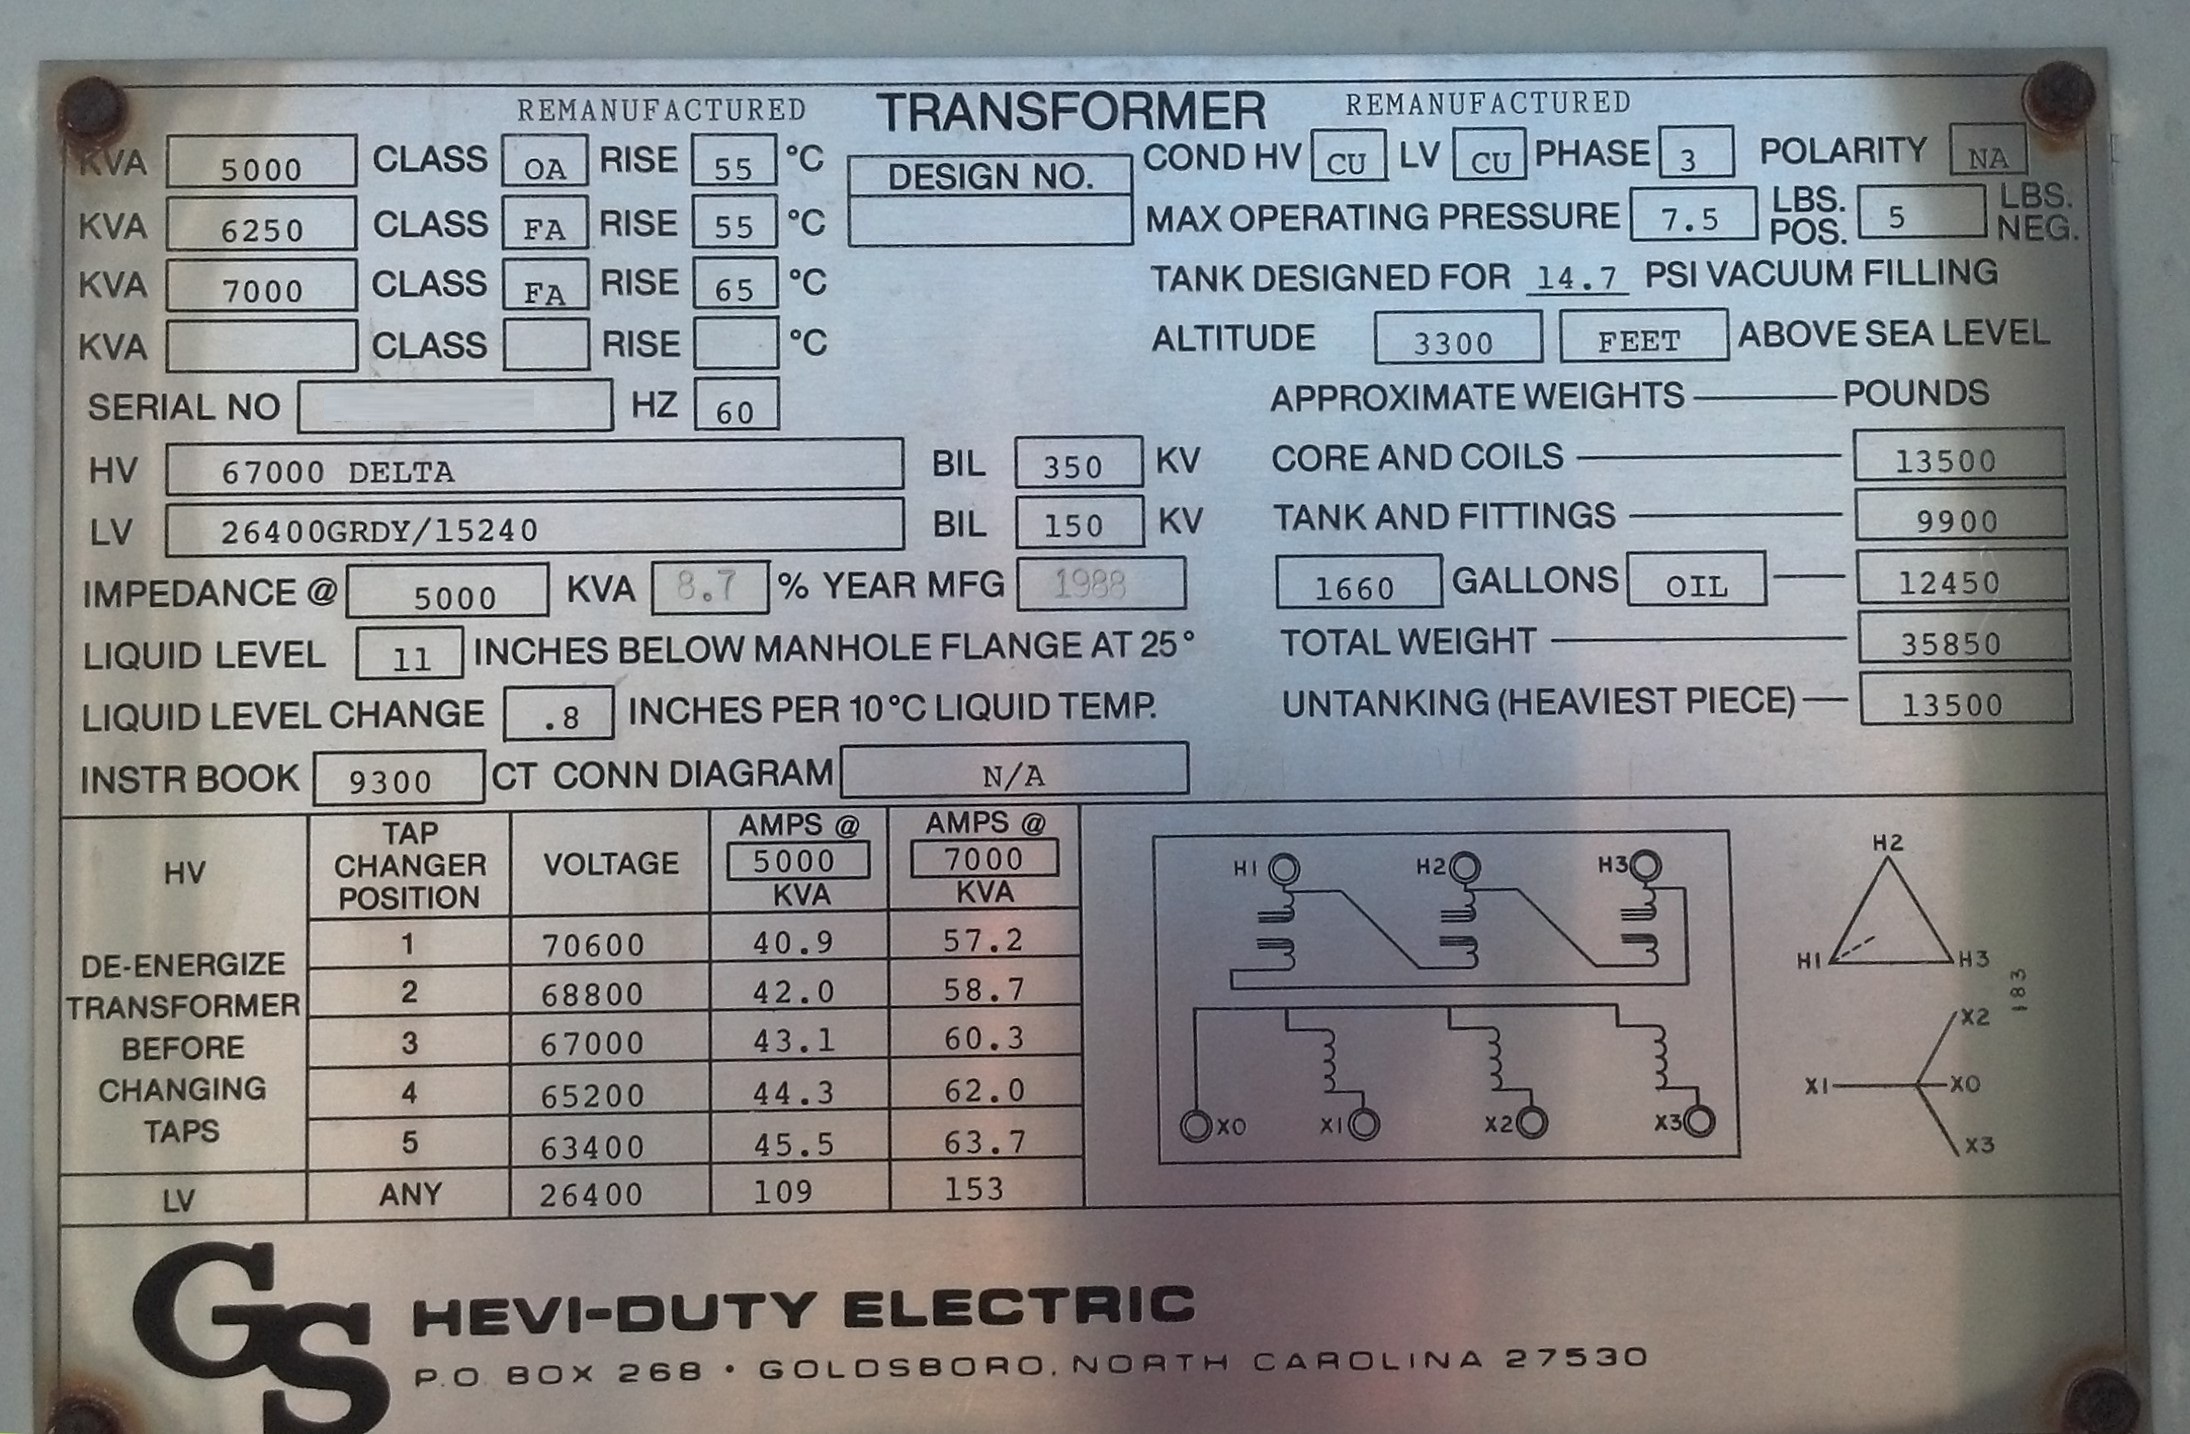 REMANUFACTURED TRANSFORMER REMANUFACTURED
KVA 5000 CLASS OA RISE 55 °C
KVA 6250 CLASS FA RISE 55 °C
KVA 7000 CLASS FA RISE 65 °C
KVA CLASS RISE °C
DESIGN NO.
COND HV CU LV CU PHASE 3 POLARITY NA
MAX OPERATING PRESSURE 7.5 LBS. POS. 5 LBS. NEG.
TANK DESIGNED FOR 14.7 PSI VACUUM FILLING
ALTITUDE 3300 FEET ABOVE SEA LEVEL
SERIAL NO HZ 60
HV 67000 DELTA BIL 350 KV
LV 26400GRDY/15240 BIL 150 KV
IMPEDANCE @ 5000 KVA 8.7 % YEAR MFG 1988
LIQUID LEVEL 11 INCHES BELOW MANHOLE FLANGE AT 25°
LIQUID LEVEL CHANGE .8 INCHES PER 10°C LIQUID TEMP.
INSTR BOOK 9300 CT CONN DIAGRAM N/A
APPROXIMATE WEIGHTS POUNDS
CORE AND COILS 13500
TANK AND FITTINGS 9900
1660 GALLONS OIL 12450
TOTAL WEIGHT 35850
UNTANKING (HEAVIEST PIECE) 13500
HV
DE-ENERGIZE
TRANSFORMER
BEFORE
CHANGING
TAPS
TAP CHANGER POSITION VOLTAGE AMPS @ 5000 KVA AMPS @ 7000 KVA
1 70600 40.9 57.2
2 68800 42.0 58.7
3 67000 43.1 60.3
4 65200 44.3 62.0
5 63400 45.5 63.7
LV ANY 26400 109 153
H1 H2 H3
X0 X1 X2 X3
H2
H1 H3
183
X2
X1 X0
X3
GS HEVI-DUTY ELECTRIC
P.O. BOX 268 • GOLDSBORO, NORTH CAROLINA 27530